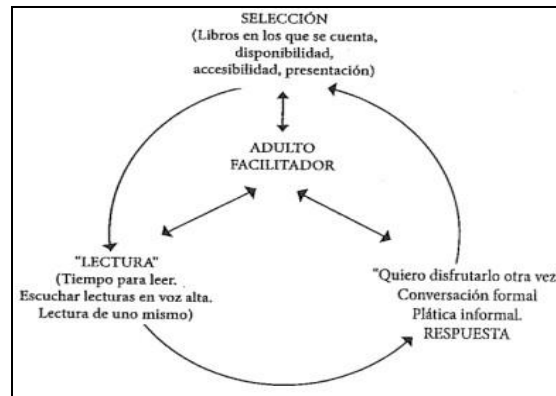 SELECCIÓN
(Libros en los que se cuenta,
disponibilidad,
accesibilidad, presentación)
ADULTO
FACILITADOR
"LECTURA"
(Tiempo para leer.
Escuchar lecturas en voz alta.
Lectura de uno mismo)
"Quiero disfrutarlo otra vez
Conversación formal
Plática informal.
RESPUESTA